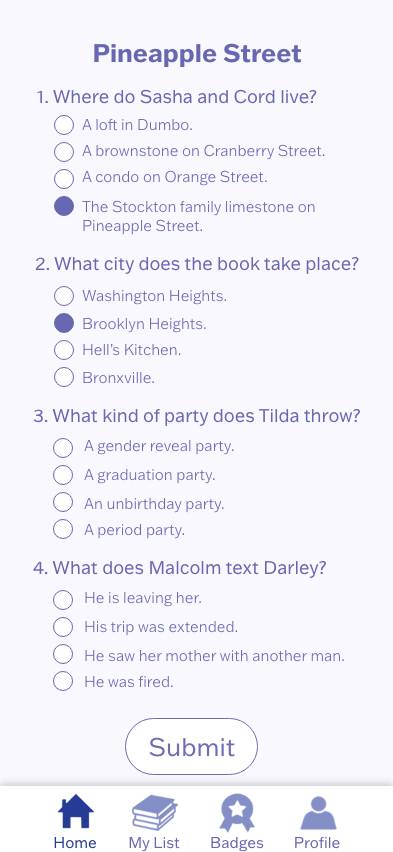 Pineapple Street
1. Where do Sasha and Cord live?
A loft in Dumbo.
A brownstone on Cranberry Street.
A condo on Orange Street.
The Stockton family limestone on
Pineapple Street.
2. What city does the book take place?
Washington Heights.
Brooklyn Heights.
Hell's Kitchen.
Bronxville.
3. What kind of party does Tilda throw?
A gender reveal party.
A graduation party.
An unbirthday party.
A period party.
4. What does Malcolm text Darley?
He is leaving her.
His trip was extended.
He saw her mother with another man.
He was fired.
Submit
Home My List Badges Profile